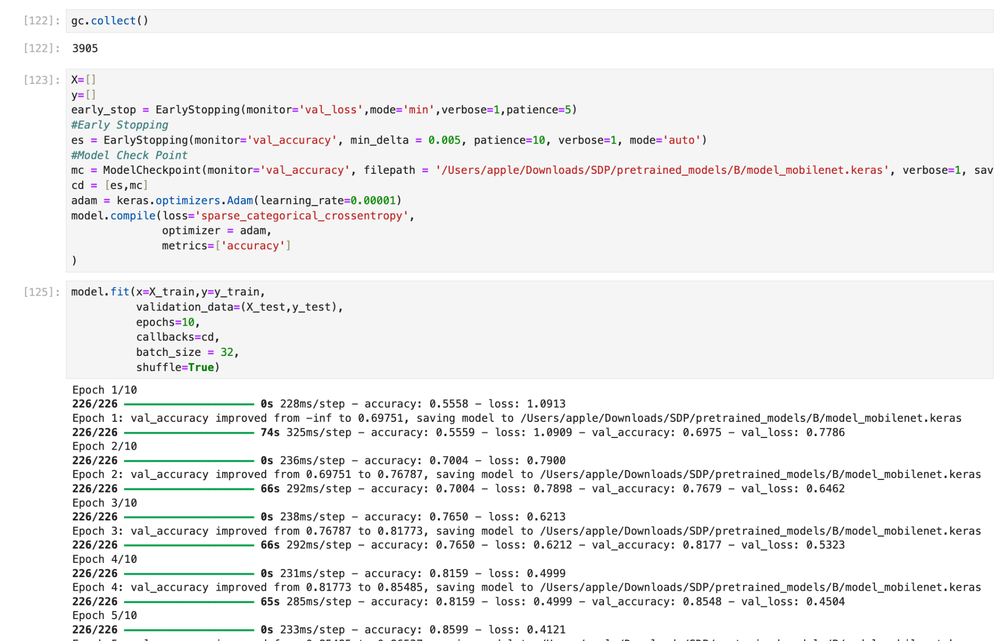 [122]: gc.collect()
[122]: 3905
[123]: X=[]
y=[]
early_stop = EarlyStopping(monitor='val_loss',mode='min',verbose=1,patience=5)
#Early Stopping
es = EarlyStopping(monitor='val_accuracy', min_delta = 0.005, patience=10, verbose=1, mode='auto')
#Model Check Point
mc = ModelCheckpoint(monitor='val_accuracy', filepath = '/Users/apple/Downloads/SDP/pretrained_models/B/model_mobilenet.keras', verbose=1, sav
cd = [es,mc]
adam = keras.optimizers.Adam(learning_rate=0.00001)
model.compile(loss='sparse_categorical_crossentropy',
optimizer = adam,
metrics=['accuracy']
)
[125]: model.fit(x=X_train,y=y_train,
validation_data=(X_test,y_test),
epochs=10,
callbacks=cd,
batch_size = 32,
shuffle=True)
Epoch 1/10
226/226 ━━━━━━━━━━━━━━━━━━━━ 0s 228ms/step - accuracy: 0.5558 - loss: 1.0913
Epoch 1: val_accuracy improved from -inf to 0.69751, saving model to /Users/apple/Downloads/SDP/pretrained_models/B/model_mobilenet.keras
226/226 ━━━━━━━━━━━━━━━━━━━━ 74s 325ms/step - accuracy: 0.5559 - loss: 1.0909 - val_accuracy: 0.6975 - val_loss: 0.7786
Epoch 2/10
226/226 ━━━━━━━━━━━━━━━━━━━━ 0s 236ms/step - accuracy: 0.7004 - loss: 0.7900
Epoch 2: val_accuracy improved from 0.69751 to 0.76787, saving model to /Users/apple/Downloads/SDP/pretrained_models/B/model_mobilenet.keras
226/226 ━━━━━━━━━━━━━━━━━━━━ 66s 292ms/step - accuracy: 0.7004 - loss: 0.7898 - val_accuracy: 0.7679 - val_loss: 0.6462
Epoch 3/10
226/226 ━━━━━━━━━━━━━━━━━━━━ 0s 238ms/step - accuracy: 0.7650 - loss: 0.6213
Epoch 3: val_accuracy improved from 0.76787 to 0.81773, saving model to /Users/apple/Downloads/SDP/pretrained_models/B/model_mobilenet.keras
226/226 ━━━━━━━━━━━━━━━━━━━━ 66s 292ms/step - accuracy: 0.7650 - loss: 0.6212 - val_accuracy: 0.8177 - val_loss: 0.5323
Epoch 4/10
226/226 ━━━━━━━━━━━━━━━━━━━━ 0s 231ms/step - accuracy: 0.8159 - loss: 0.4999
Epoch 4: val_accuracy improved from 0.81773 to 0.85485, saving model to /Users/apple/Downloads/SDP/pretrained_models/B/model_mobilenet.keras
226/226 ━━━━━━━━━━━━━━━━━━━━ 65s 285ms/step - accuracy: 0.8159 - loss: 0.4999 - val_accuracy: 0.8548 - val_loss: 0.4504
Epoch 5/10
226/226 ━━━━━━━━━━━━━━━━━━━━ 0s 233ms/step - accuracy: 0.8599 - loss: 0.4121